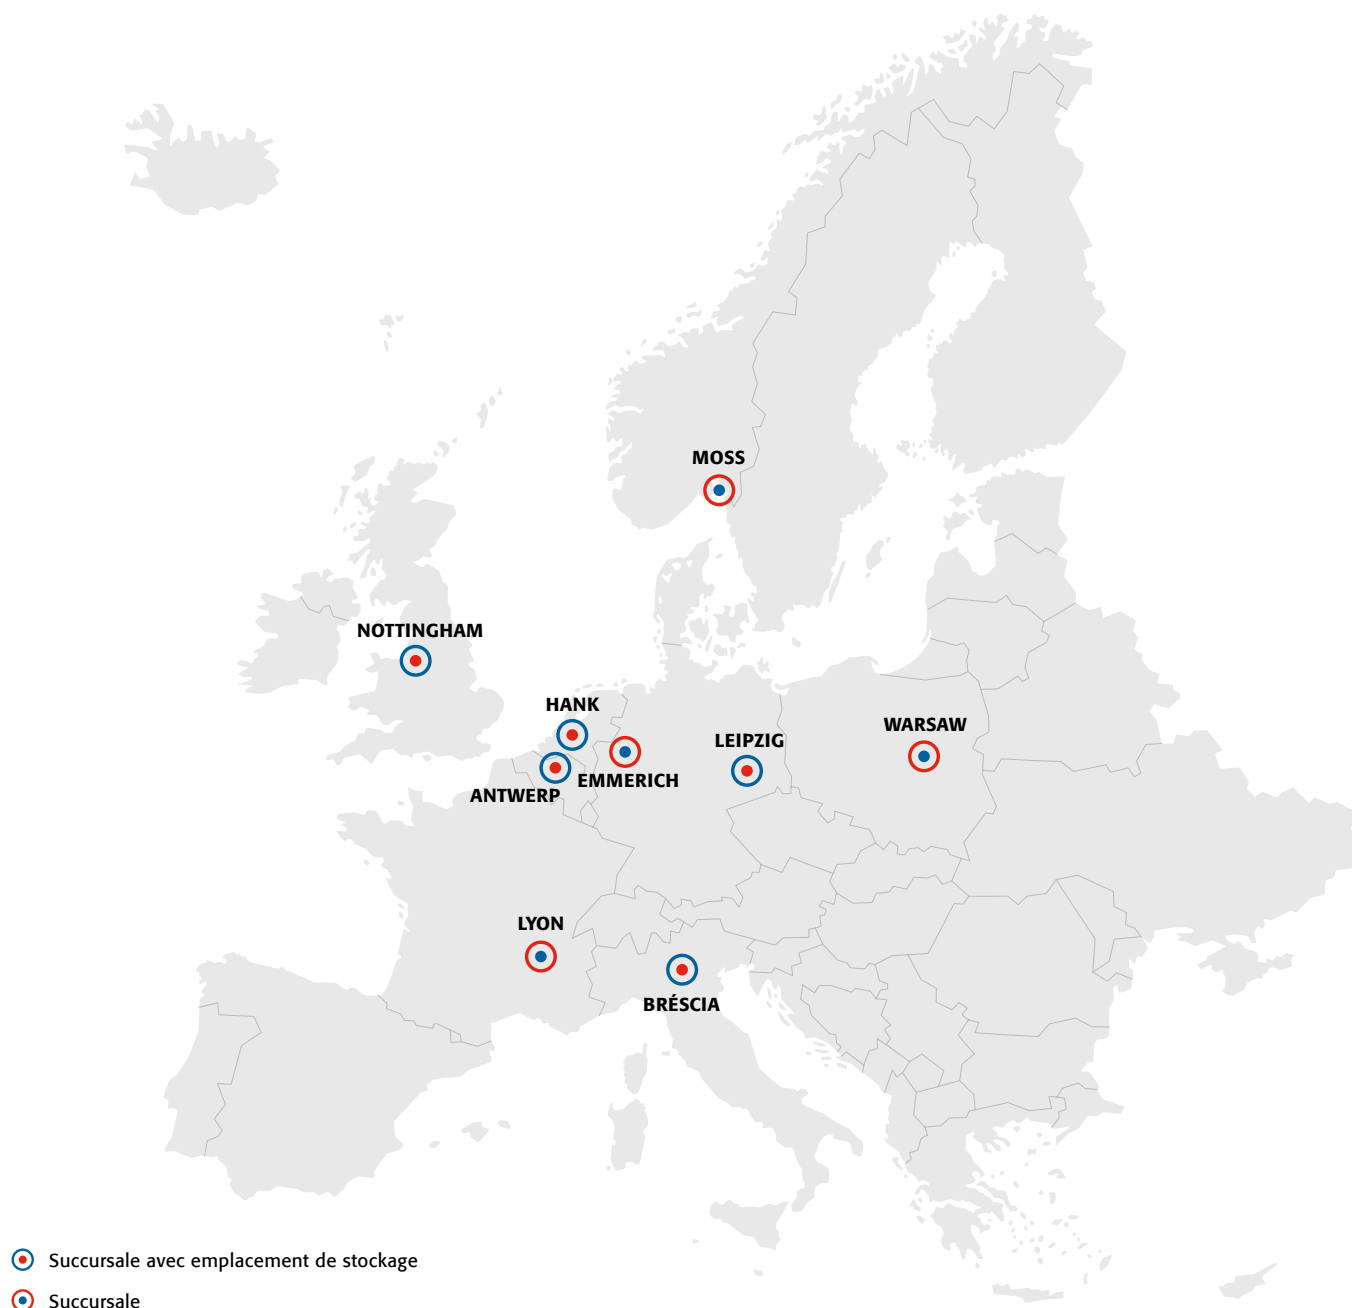 MOSS
NOTTINGHAM
HANK
WARSAW
LEIPZIG
EMMERICH
ANTWERP
LYON
BRÉSCIA
Succursale avec emplacement de stockage
Succursale